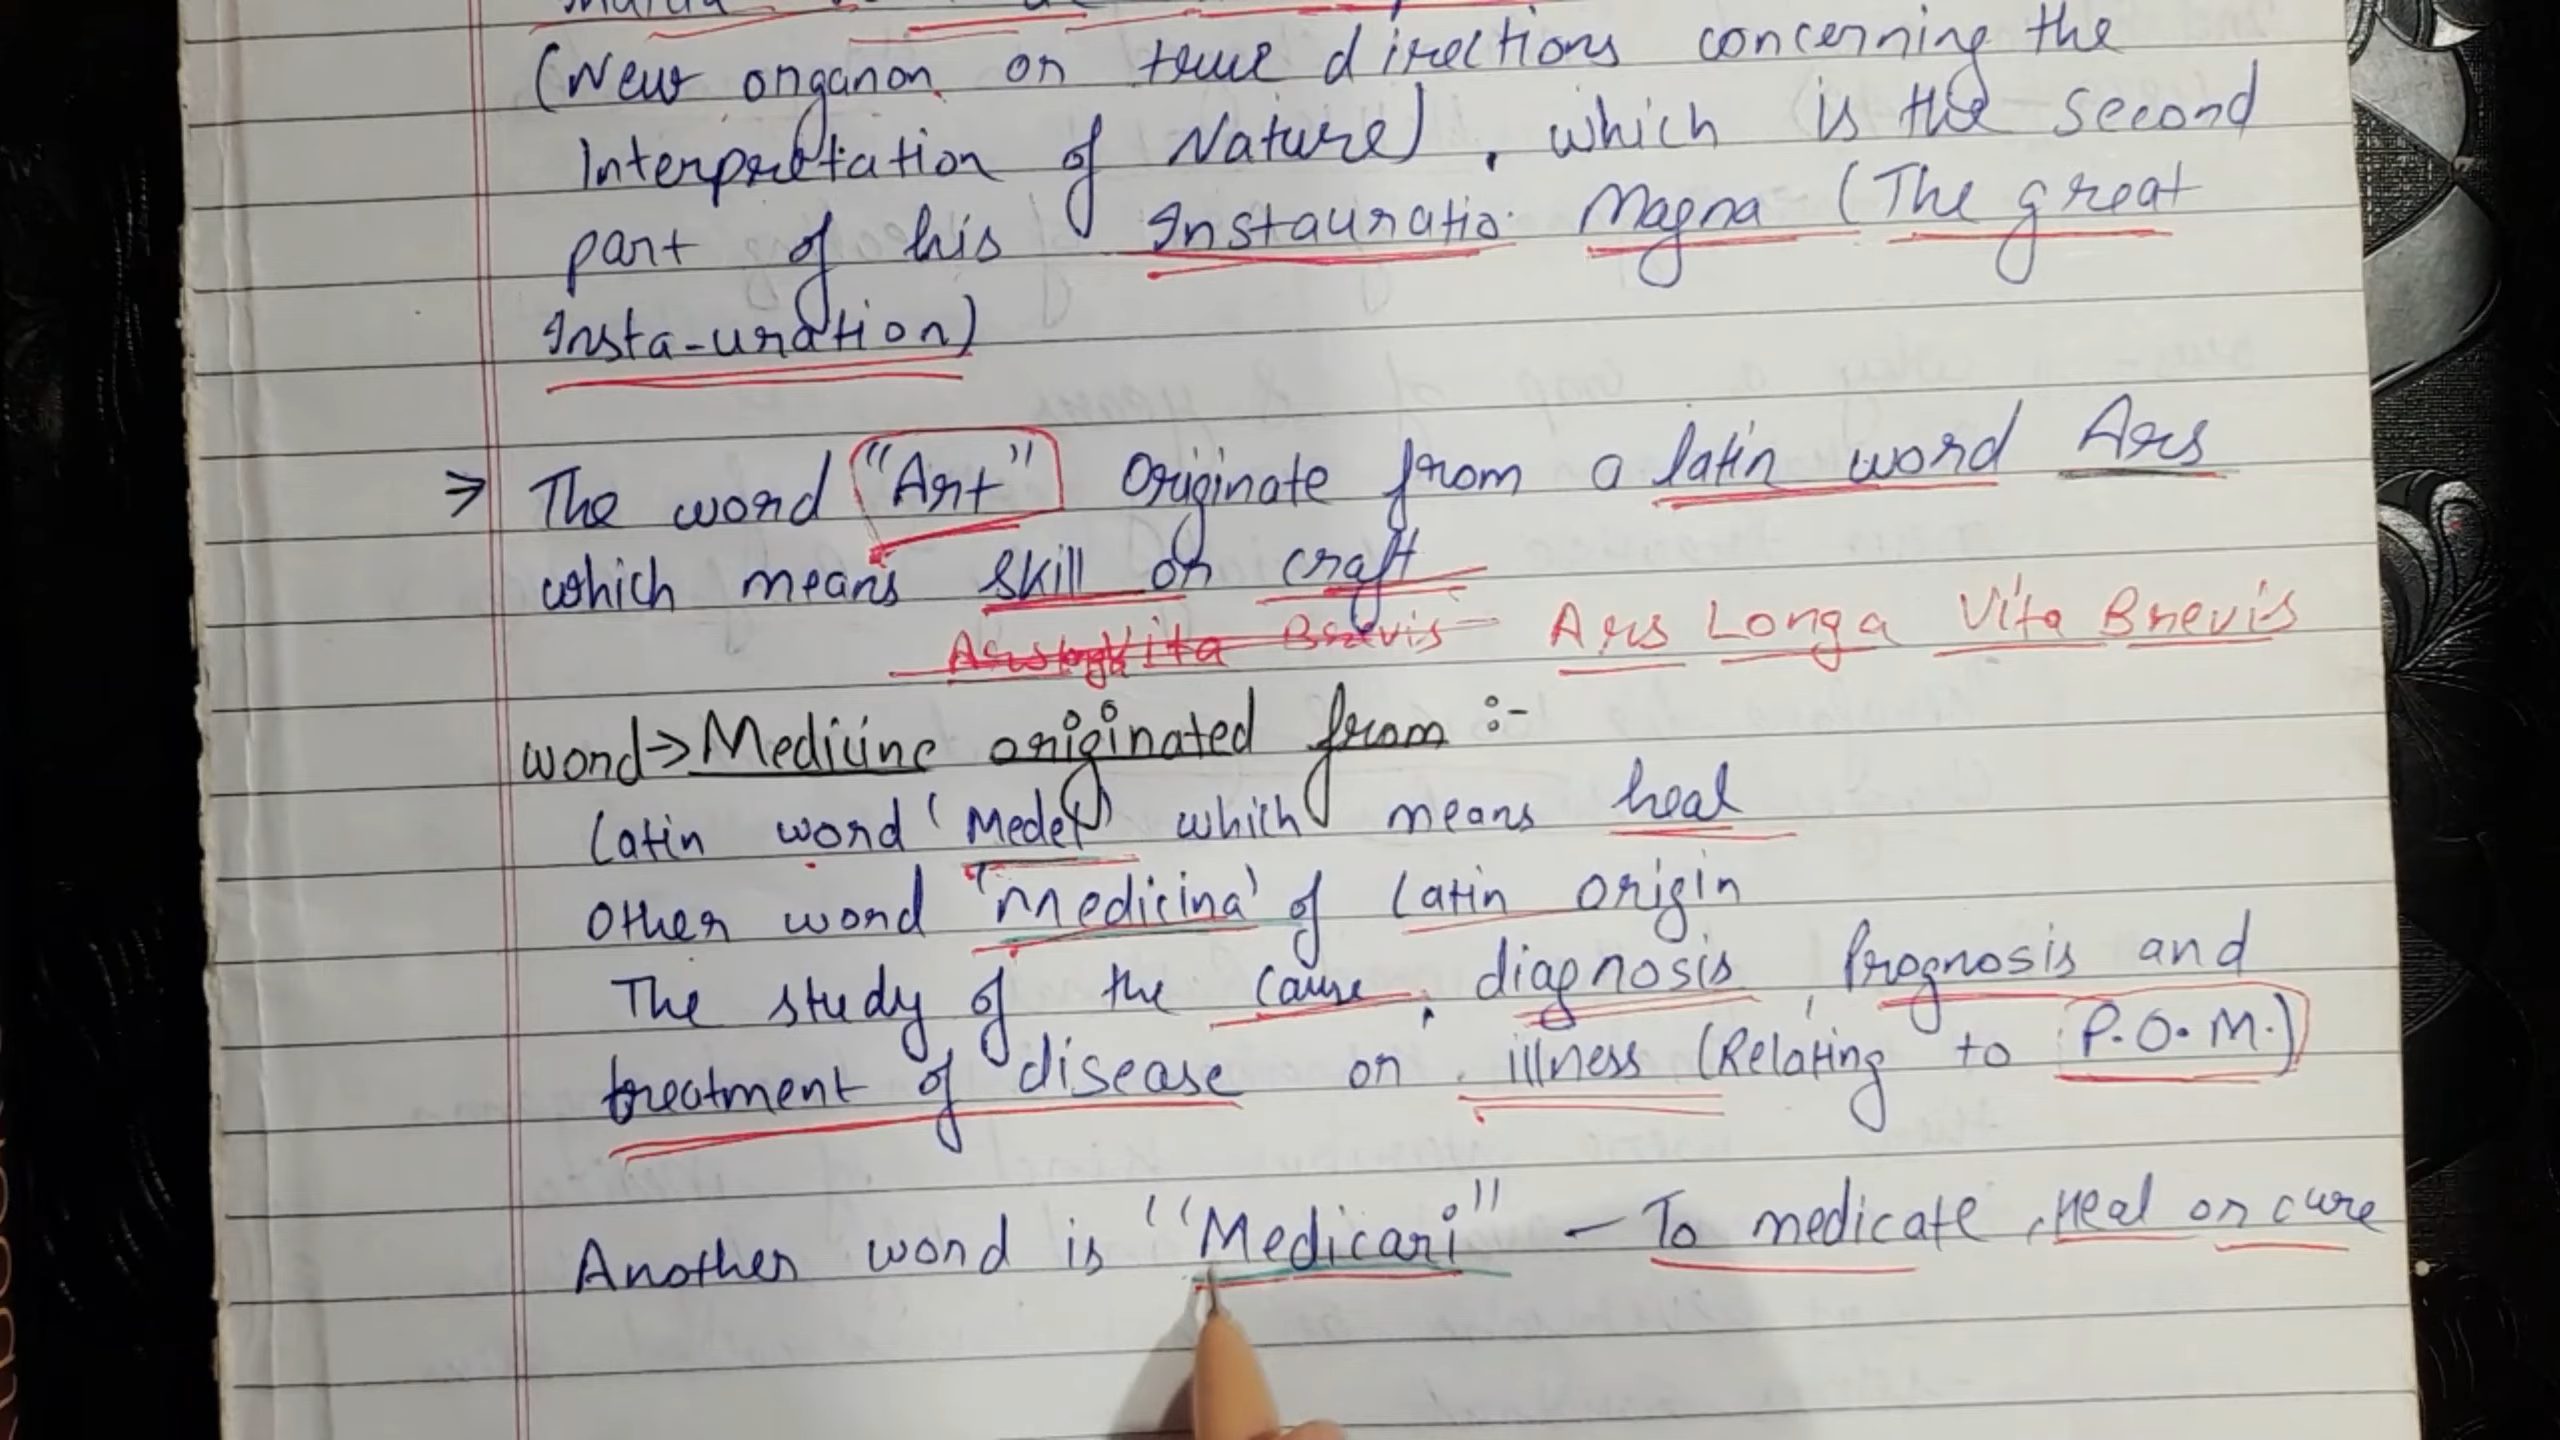 (New organon or true directions concerning the
Interpretation of Nature), which is the second
part of his Instauratio Magna (The great
Insta-uration)
⇒ The word "Art" Originate from a latin word Ars
which means skill or craft
Ars Longa Vita Brevis
word→Medicine originated from :-
Latin word 'Medef' which means heal
Other word 'Medicina' of Latin origin
The study of the cause, diagnosis, Prognosis and
treatment of disease or illness (Relating to P.O.M.)
Another word is "Medicari" - To medicate, Heal or cure